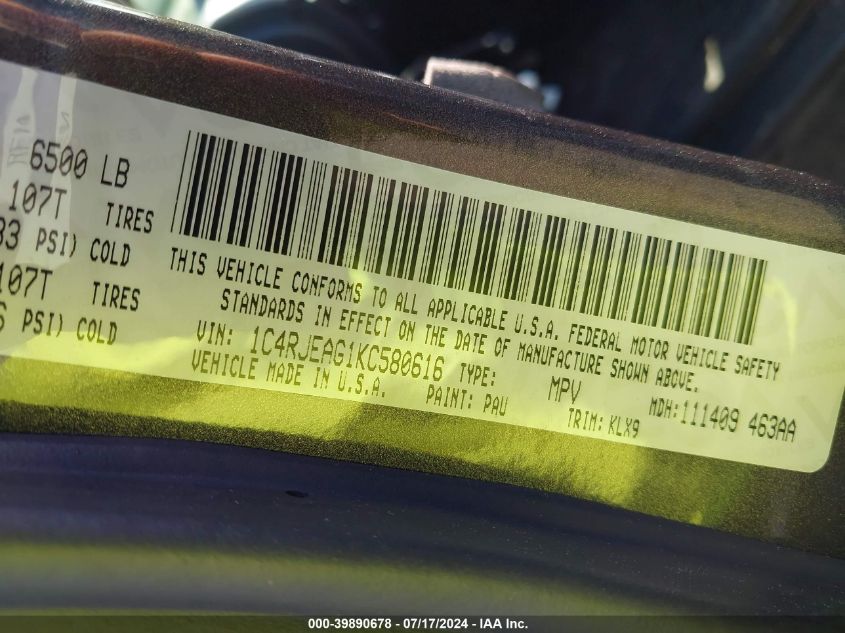 6500 LB
107T TIRES
33 PSI) COLD
107T TIRES
PSI) COLD
THIS VEHICLE CONFORMS TO ALL APPLICABLE U.S.A. FEDERAL MOTOR VEHICLE SAFETY
STANDARDS IN EFFECT ON THE DATE OF MANUFACTURE SHOWN ABOVE.
VIN: 1C4RJEAG1KC580616 TYPE: MPV MDH:111409 463AA
VEHICLE MADE IN U.S.A. PAINT: PAU TRIM: KLX9
000-39890678 - 07/17/2024 - IAA Inc.